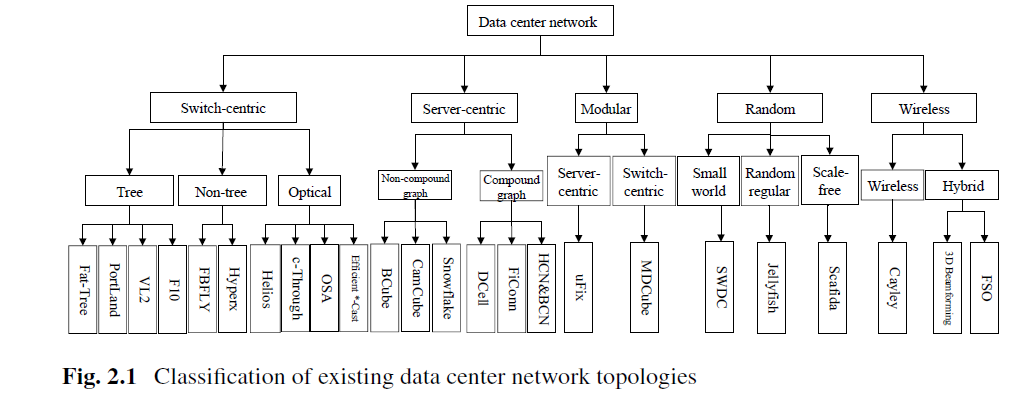 Data center network
Switch-centric
Server-centric
Modular
Random
Wireless
Tree
Non-tree
Optical
Non-compound
graph
Compound
graph
Server-
centric
Switch-
centric
Small
world
Random
regular
Scale-
free
Wireless
Hybrid
Fat-Tree
PortLand
VL2
F10
FBFLY
Hyperx
Helios
c-Through
OSA
Efficient *-Cast
BCube
CamCube
Snowflake
DCell
FiConn
HCN&BCN
uFix
MDCube
SWDC
Jellyfish
Scafida
Cayley
3D Beamforming
FSO
Fig. 2.1 Classification of existing data center network topologies